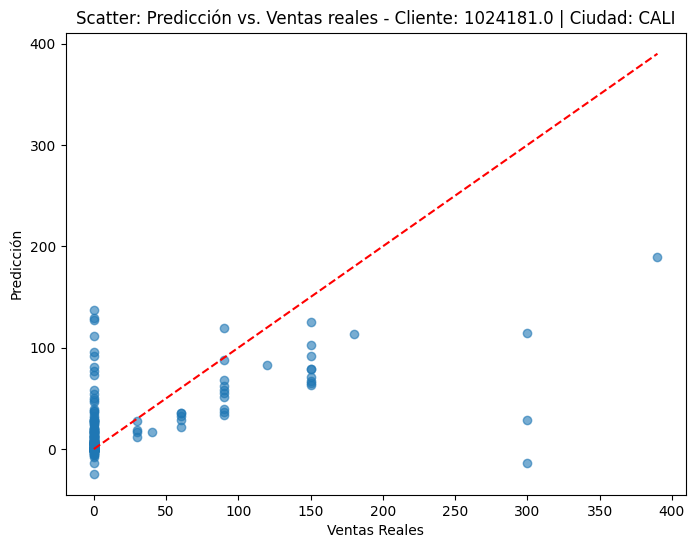 Scatter: Predicción vs. Ventas reales - Cliente: 1024181.0 | Ciudad: CALI
400
300
200
100
0
Predicción
0 50 100 150 200 250 300 350 400
Ventas Reales